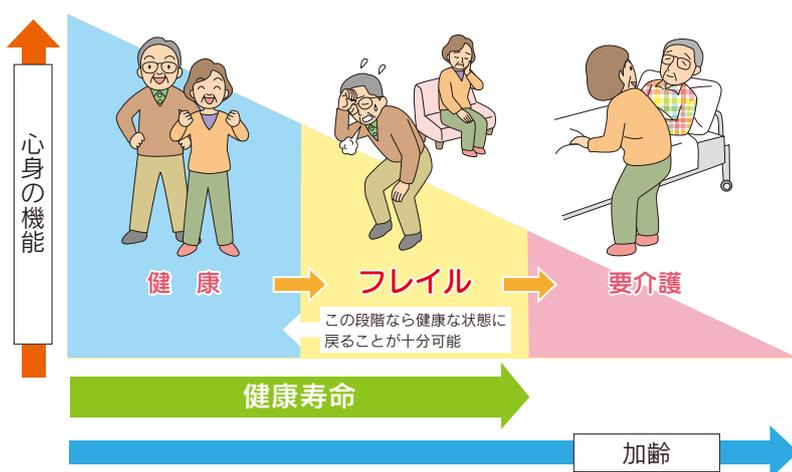 心身の機能
健康
フレイル
要介護
この段階なら健康な状態に
戻ることが十分可能
健康寿命
加齢